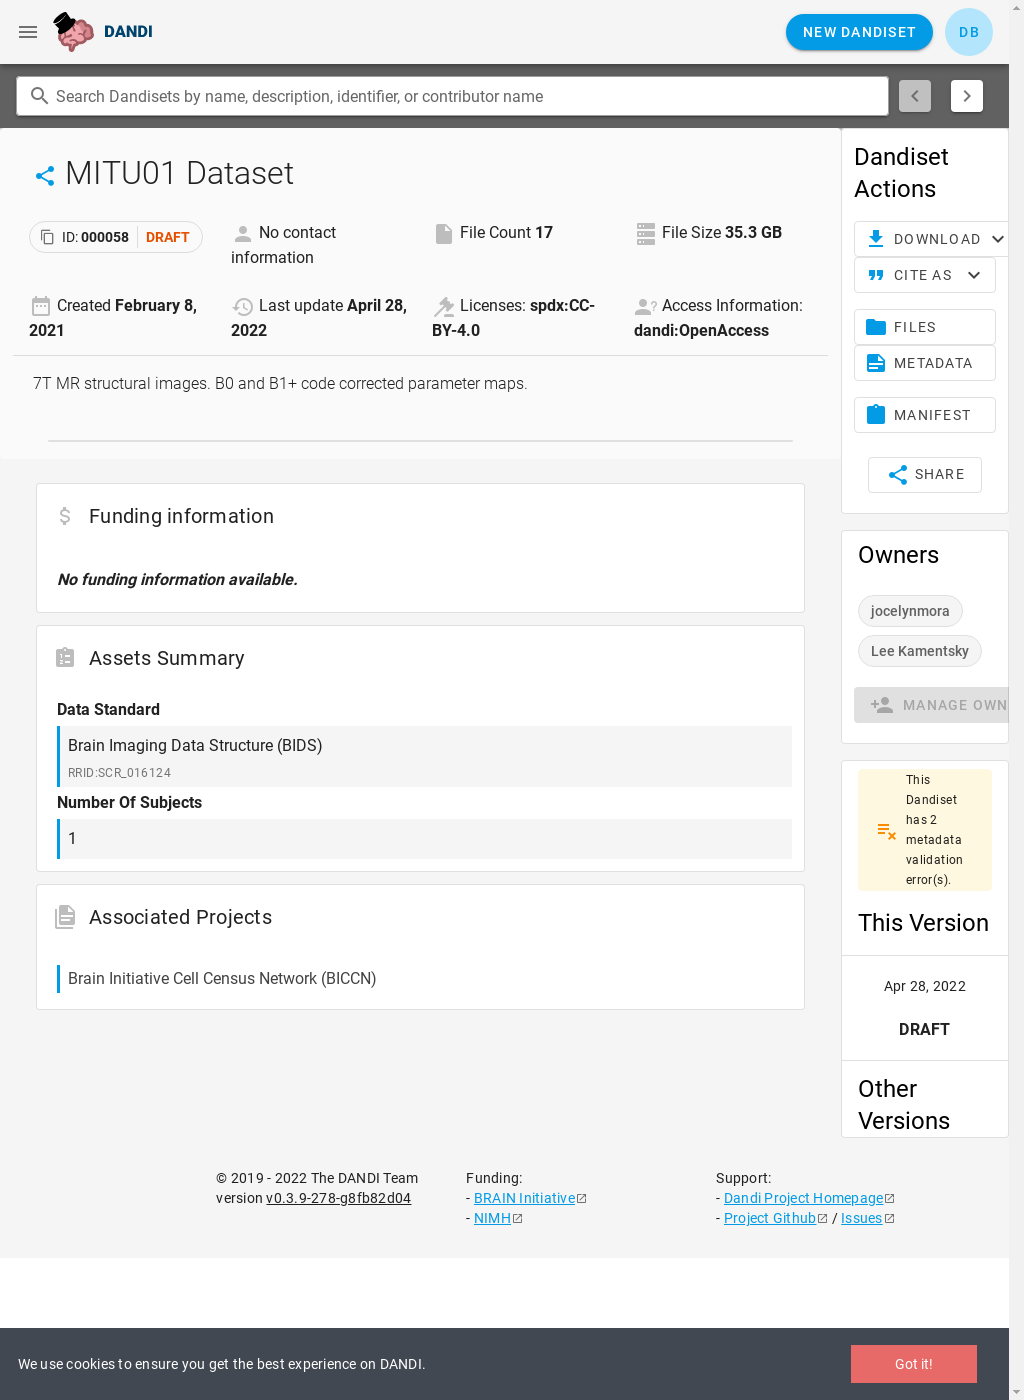 DANDI
NEW DANDISET
DB
Search Dandisets by name, description, identifier, or contributor name
MITU01 Dataset
ID: 000058
DRAFT
No contact
information
File Count 17
File Size 35.3 GB
Created February 8,
2021
Last update April 28,
2022
Licenses: spdx:CC-
BY-4.0
Access Information:
dandi:OpenAccess
7T MR structural images. B0 and B1+ code corrected parameter maps.
Funding information
No funding information available.
Assets Summary
Data Standard
Brain Imaging Data Structure (BIDS)
RRID:SCR_016124
Number Of Subjects
1
Associated Projects
Brain Initiative Cell Census Network (BICCN)
Dandiset
Actions
DOWNLOAD
CITE AS
FILES
METADATA
MANIFEST
SHARE
Owners
jocelynmora
Lee Kamentsky
MANAGE OWN
This
Dandiset
has 2
metadata
validation
error(s).
This Version
Apr 28, 2022
DRAFT
Other
Versions
© 2019 - 2022 The DANDI Team
version v0.3.9-278-g8fb82d04
Funding:
- BRAIN Initiative
- NIMH
Support:
- Dandi Project Homepage
- Project Github / Issues
We use cookies to ensure you get the best experience on DANDI.
Got it!